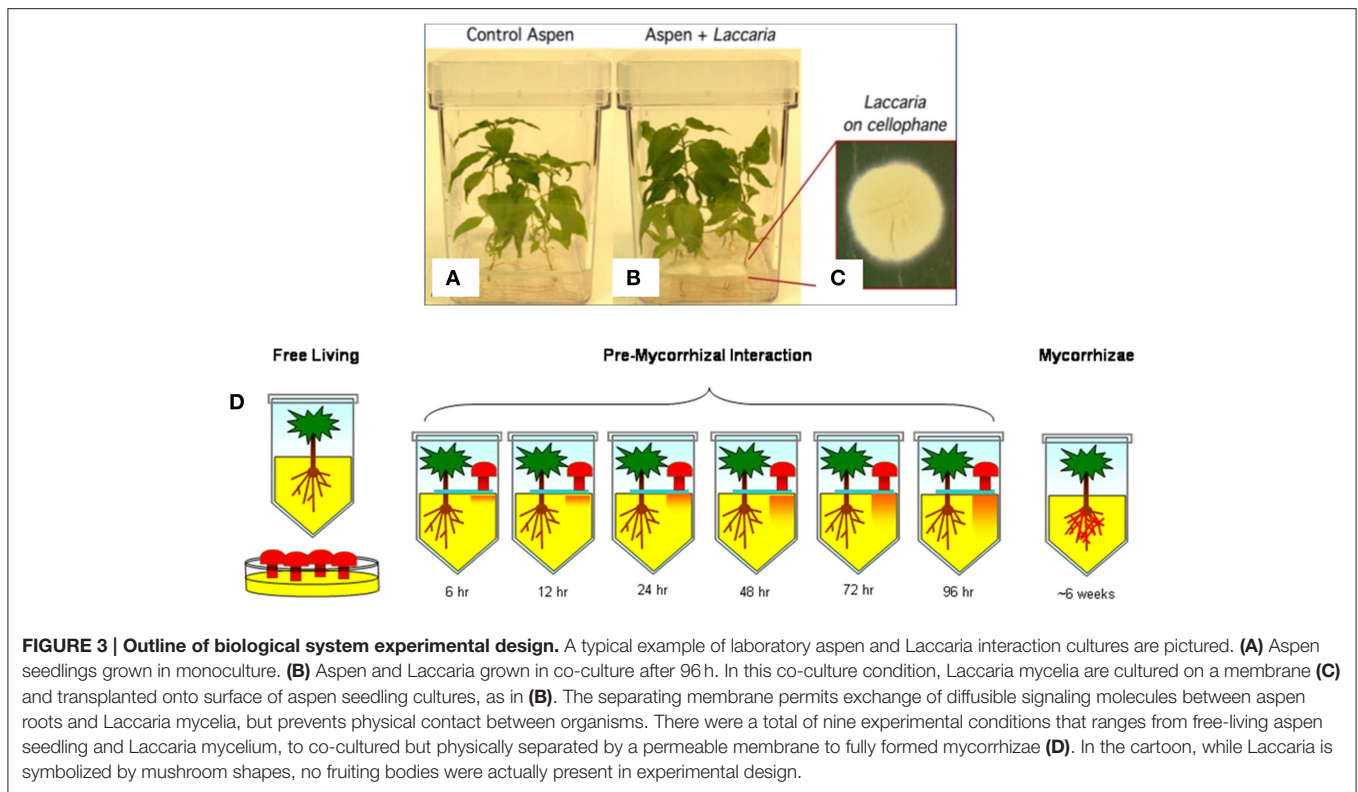 Control Aspen
Aspen + Laccaria
Laccaria
on cellophane
A
B
C
Free Living
Pre-Mycorrhizal Interaction
Mycorrhizae
D
6 hr
12 hr
24 hr
48 hr
72 hr
96 hr
~6 weeks
FIGURE 3 | Outline of biological system experimental design. A typical example of laboratory aspen and Laccaria interaction cultures are pictured. (A) Aspen
seedlings grown in monoculture. (B) Aspen and Laccaria grown in co-culture after 96 h. In this co-culture condition, Laccaria mycelia are cultured on a membrane (C)
and transplanted onto surface of aspen seedling cultures, as in (B). The separating membrane permits exchange of diffusible signaling molecules between aspen
roots and Laccaria mycelia, but prevents physical contact between organisms. There were a total of nine experimental conditions that ranges from free-living aspen
seedling and Laccaria mycelium, to co-cultured but physically separated by a permeable membrane to fully formed mycorrhizae (D). In the cartoon, while Laccaria is
symbolized by mushroom shapes, no fruiting bodies were actually present in experimental design.